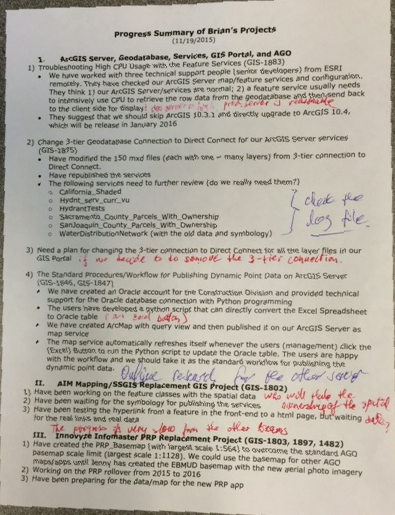 Progress Summary of Brian's Projects
(11/19/2015)
I. ArcGIS Server, Geodatabase, Services, GIS Portal, and AGO
1) Troubleshooting High CPU Usage with the Feature Services (GIS-1883)
• We have worked with three technical support people (senior developers) from ESRI
remotely. They have checked our ArcGIS Server map/feature services and configuration.
They think 1) our ArcGIS Server/services are normal; 2) a feature service usually needs
to intensively use CPU to retrieve the row data from the geodatabase and then send back
to the client side for display
• They suggest that we should skip ArcGIS 10.3.1 and directly upgrade to ArcGIS 10.4,
which will be release in January 2016
2) Change 3-tier Geodatabase Connection to Direct Connect for our ArcGIS Server services
(GIS-1875)
• Have modified the 150 mxd files (each with one ~ many layers) from 3-tier connection to
Direct Connect.
• Have republished the services
• The following services need to further review (do we really need them?)
o California_Shaded
o Hydnt_serv_curr_vu
o HydrantTests
o Sacramento_County_Parcels_With_Ownership
o SanJoaquin_County_Parcels_With_Ownership
o WaterDistributionNetwork (with the old data and symbology)
check the
log file.
3) Need a plan for changing the 3-tier connection to Direct Connect for all the layer files in our
GIS Portal if we decide to remove the 3-tier connection.
4) The Standard Procedures/Workflow for Publishing Dynamic Point Data on ArcGIS Server
(GIS-1846, GIS-1847)
• We have created an Oracle account for the Construction Division and provided technical
support for the Oracle database connection with Python programming
• The users have developed a python script that can directly convert the Excel Spreadsheet
to Oracle table
• We have created ArcMap with query view and then published it on our ArcGIS Server as
map service
• The map service automatically refreshes itself whenever the users (management) click the
(Excel) Button to run the Python script to update the Oracle table. The users are happy
with the workflow and we should take it as the standard workflow for publishing the
dynamic point data. research for the other
II. AIM Mapping/SSGIS Replacement GIS Project (GIS-1802)
1) Have been working on the feature classes with the spatial data who will the
2) Have been waiting for the symbology for publishing the services ownership of the spatial
3) Have been testing the hyperlink from a feature in the front-end to a html page, but waiting data?
for the real links and real data
The progress is very slow from the other teams
III. Innovyze Infomaster PRP Replacement Project (GIS-1803, 1897, 1482)
1) Have created the PRP_Basemap (with largest scale 1:564) to overcome the standard AGO
basemap scale limit (largest 1:1128). We could use the basemap for other AGO
maps/apps until Jenny has created the EBMUD basemap with the new aerial photo imagery
2) Working on the PRP rollover from 2015 to 2016
3) Have been preparing for the data/map for the new PRP app